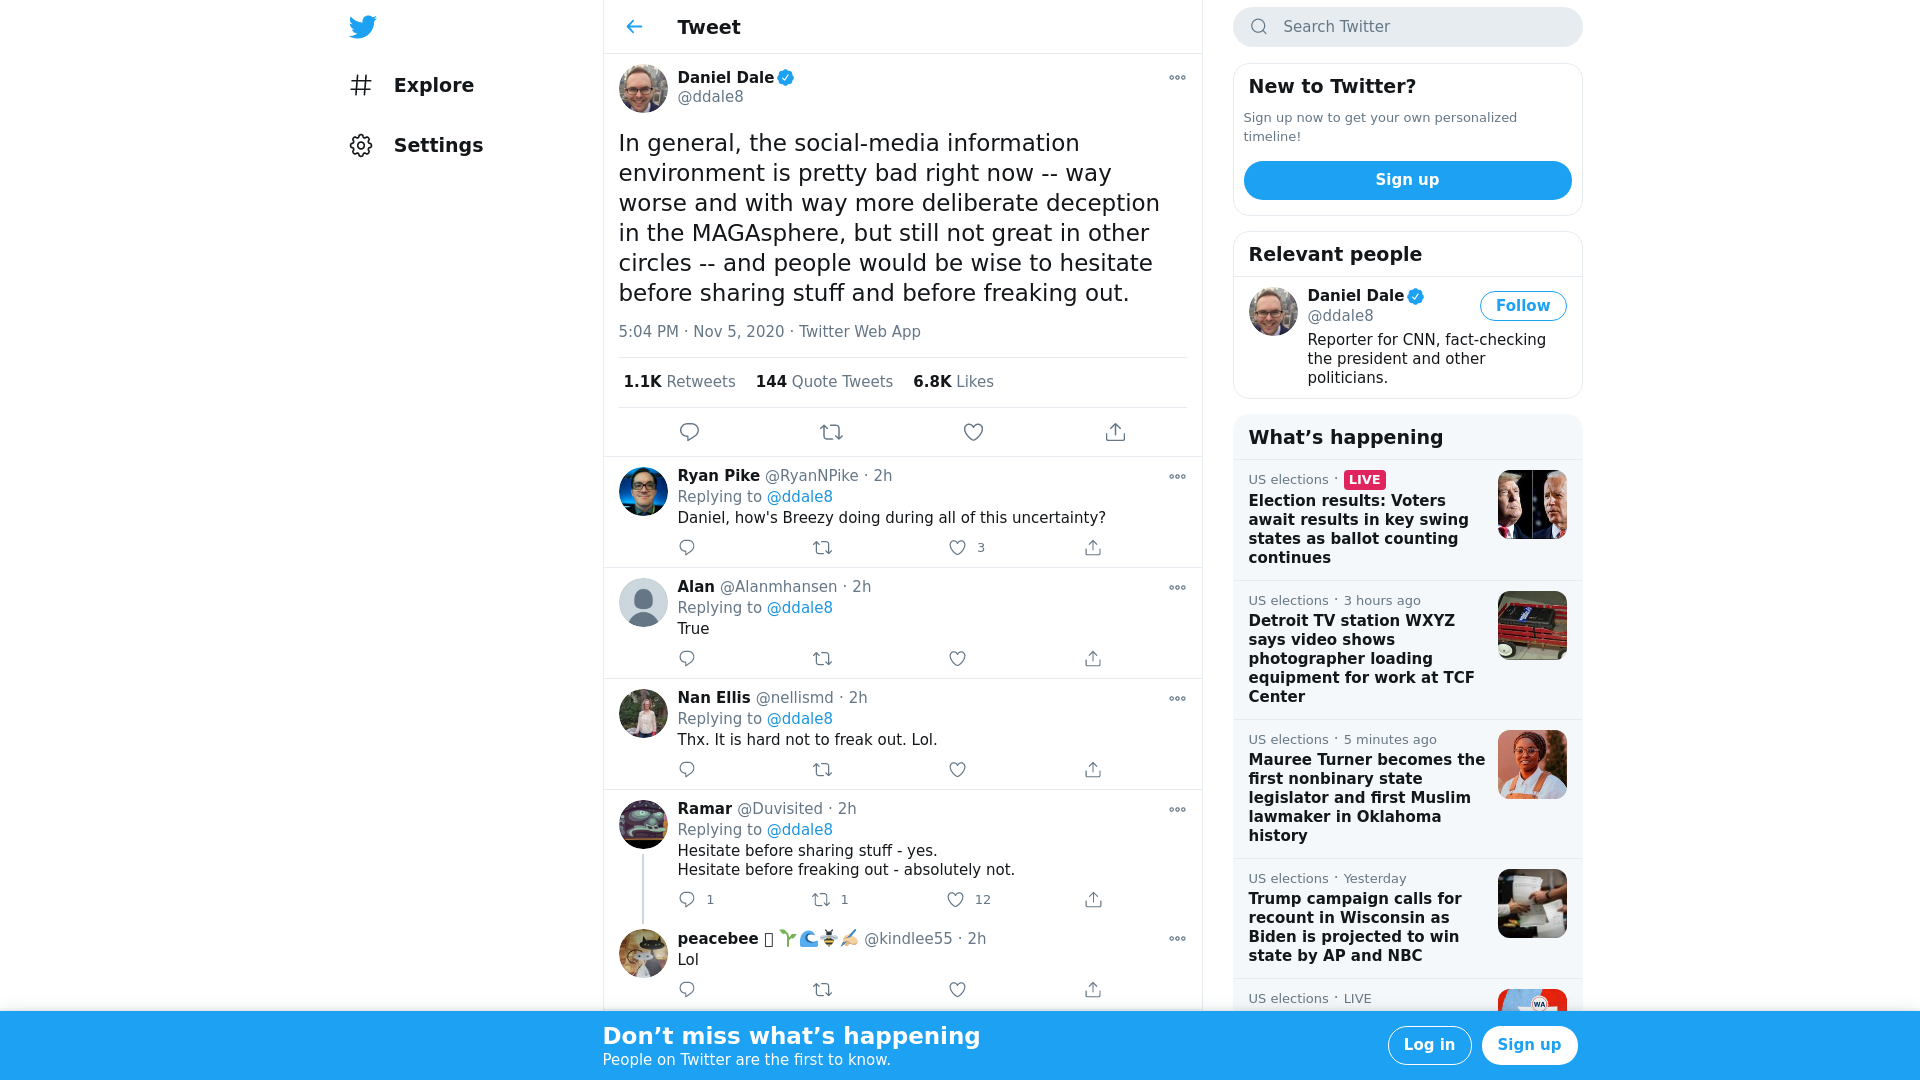 Explore
Settings
Tweet
Daniel Dale
@ddale8
In general, the social-media information
environment is pretty bad right now -- way
worse and with way more deliberate deception
in the MAGAsphere, but still not great in other
circles -- and people would be wise to hesitate
before sharing stuff and before freaking out.
5:04 PM · Nov 5, 2020 · Twitter Web App
1.1K Retweets 144 Quote Tweets 6.8K Likes
Ryan Pike @RyanNPike · 2h
Replying to @ddale8
Daniel, how's Breezy doing during all of this uncertainty?
3
Alan @Alanmhansen · 2h
Replying to @ddale8
True
Nan Ellis @nellismd · 2h
Replying to @ddale8
Thx. It is hard not to freak out. Lol.
Ramar @Duvisited · 2h
Replying to @ddale8
Hesitate before sharing stuff - yes.
Hesitate before freaking out - absolutely not.
1 1 12
peacebee 🌱🌊🐝✍🏼 @kindlee55 · 2h
Lol
Search Twitter
New to Twitter?
Sign up now to get your own personalized
timeline!
Sign up
Relevant people
Daniel Dale
@ddale8
Follow
Reporter for CNN, fact-checking
the president and other
politicians.
What’s happening
US elections · LIVE
Election results: Voters
await results in key swing
states as ballot counting
continues
US elections · 3 hours ago
Detroit TV station WXYZ
says video shows
photographer loading
equipment for work at TCF
Center
US elections · 5 minutes ago
Mauree Turner becomes the
first nonbinary state
legislator and first Muslim
lawmaker in Oklahoma
history
US elections · Yesterday
Trump campaign calls for
recount in Wisconsin as
Biden is projected to win
state by AP and NBC
US elections · LIVE
WA
Don’t miss what’s happening
People on Twitter are the first to know.
Log in
Sign up